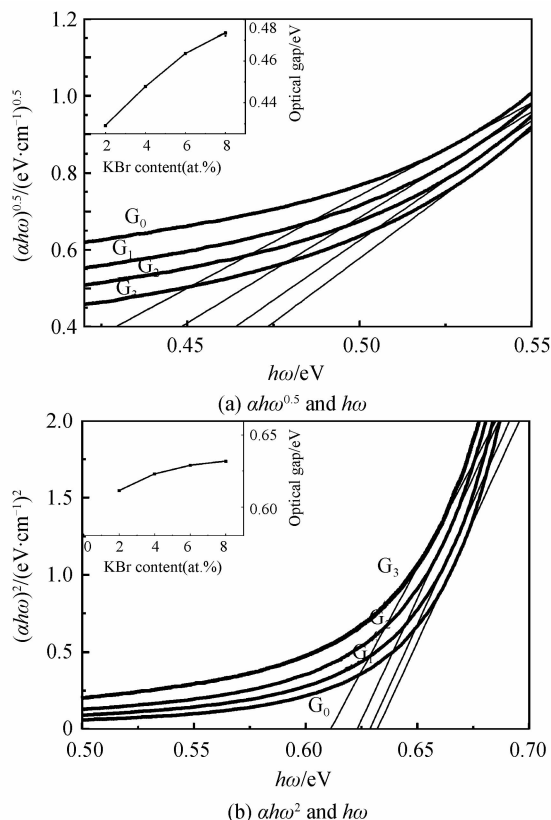 1.2
1.0
0.8
0.6
0.4
(αhω)^0.5/(eV·cm⁻¹)^0.5
0.48
0.46
0.44
Optical gap/eV
2 4 6 8
KBr content(at.%)
G₀
G₁
G₂
G₃
0.45 0.50 0.55
hω/eV
(a) αhω^0.5 and hω
2.0
1.5
1.0
0.5
0
(αhω)²/(eV·cm⁻¹)²
0.65
0.60
Optical gap/eV
0 2 4 6 8
KBr content(at.%)
G₃
G₂
G₁
G₀
0.50 0.55 0.60 0.65 0.70
hω/eV
(b) αhω² and hω